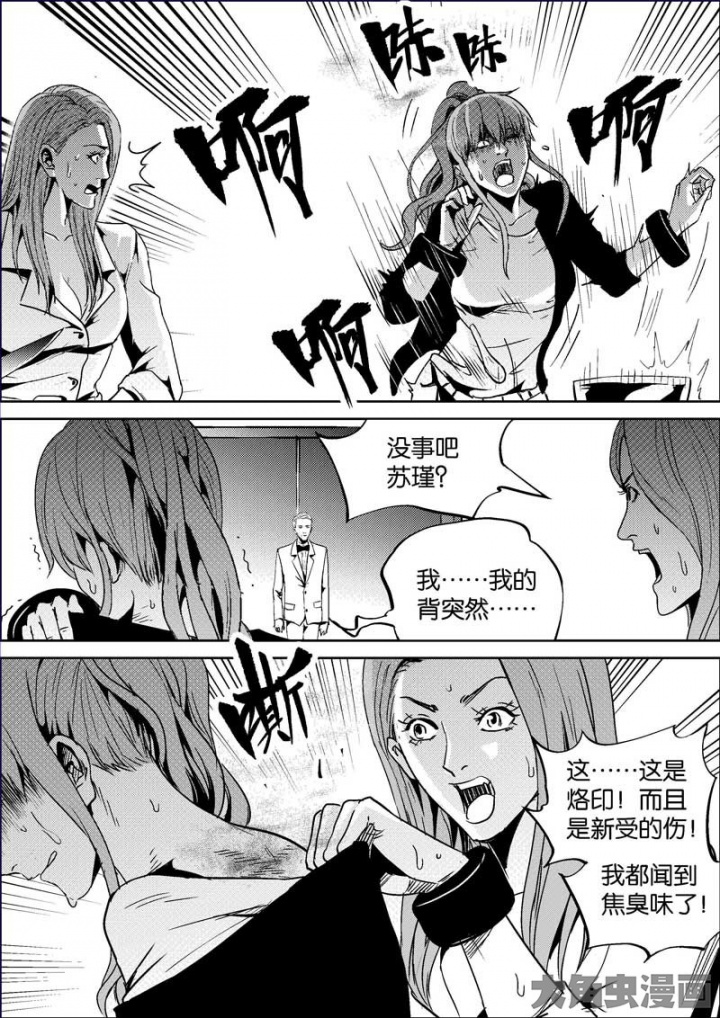 哧
哧
啊
啊
啊
没事吧
苏瑾?
我……我的
背突然……
嘶
这……这是
烙印！而且
是新受的伤！
我都闻到
焦臭味了！
大角虫漫画